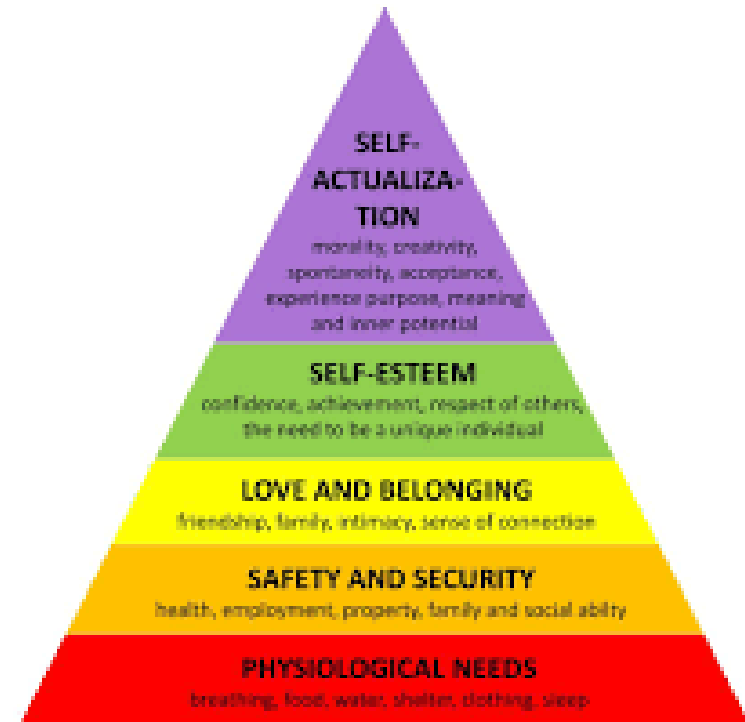 SELF-
ACTUALIZA-
TION
morality, creativity,
spontaneity, acceptance,
experience purpose, meaning
and inner potential
SELF-ESTEEM
confidence, achievement, respect of others,
the need to be a unique individual
LOVE AND BELONGING
friendship, family, intimacy, sense of connection
SAFETY AND SECURITY
health, employment, property, family and social abilty
PHYSIOLOGICAL NEEDS
breathing, food, water, shelter, clothing, sleep